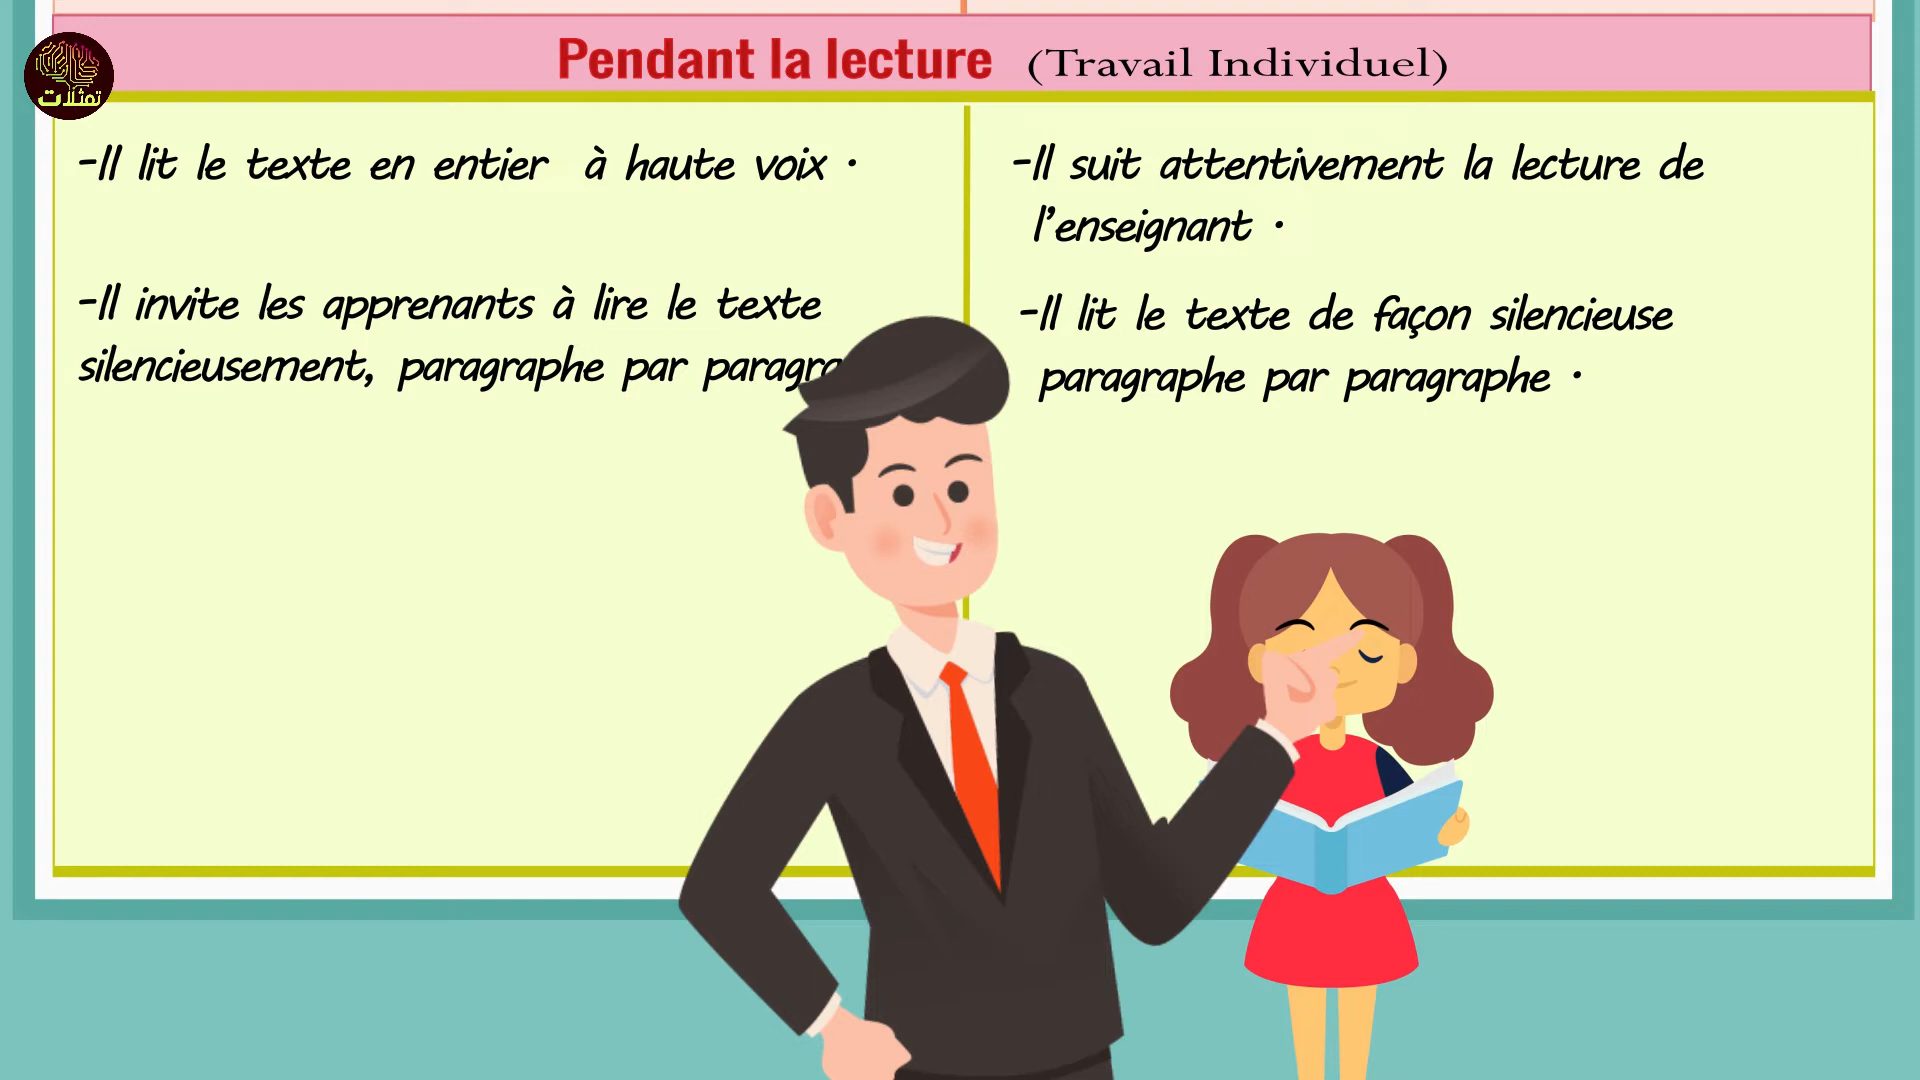 Pendant la lecture (Travail Individuel)
تمثلات
-Il lit le texte en entier à haute voix .
-Il invite les apprenants à lire le texte
silencieusement, paragraphe par
-Il suit attentivement la lecture de
l'enseignant .
-Il lit le texte de façon silencieuse
paragraphe par paragraphe .